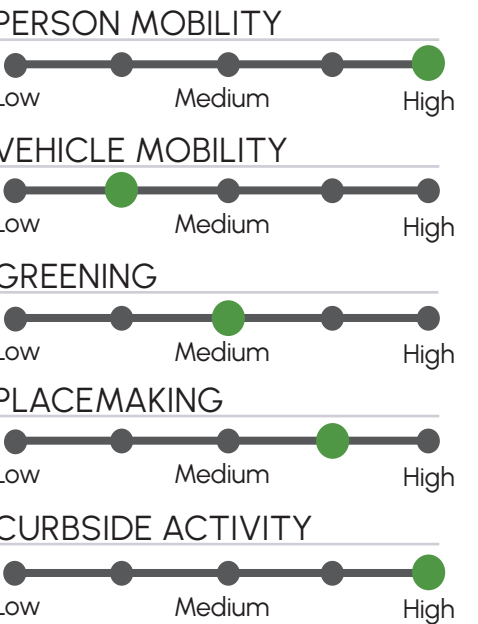 PERSON MOBILITY
Low Medium High
VEHICLE MOBILITY
Low Medium High
GREENING
Low Medium High
PLACEMAKING
Low Medium High
CURBSIDE ACTIVITY
Low Medium High